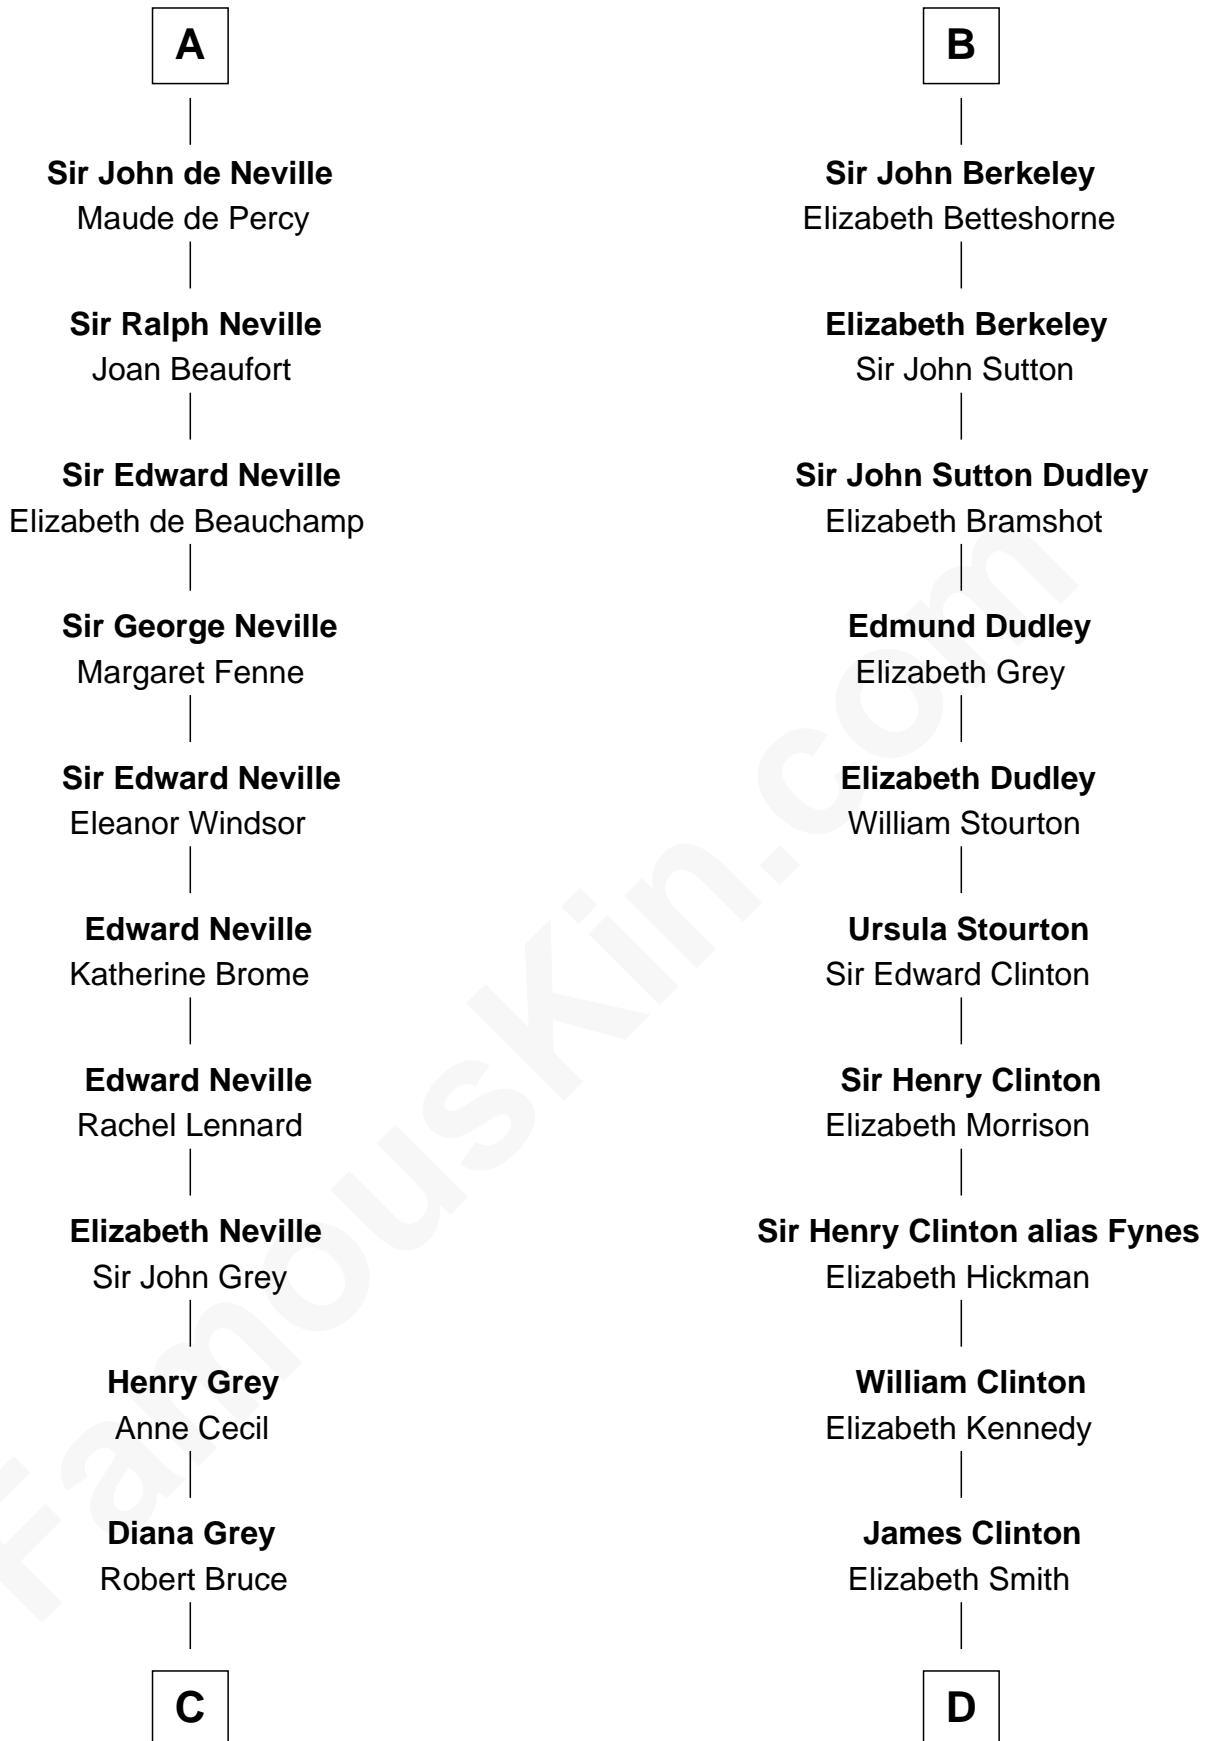 A
Sir John de Neville
Maude de Percy
Sir Ralph Neville
Joan Beaufort
Sir Edward Neville
Elizabeth de Beauchamp
Sir George Neville
Margaret Fenne
Sir Edward Neville
Eleanor Windsor
Edward Neville
Katherine Brome
Edward Neville
Rachel Lennard
Elizabeth Neville
Sir John Grey
Henry Grey
Anne Cecil
Diana Grey
Robert Bruce
C
B
Sir John Berkeley
Elizabeth Betteshorne
Elizabeth Berkeley
Sir John Sutton
Sir John Sutton Dudley
Elizabeth Bramshot
Edmund Dudley
Elizabeth Grey
Elizabeth Dudley
William Stourton
Ursula Stourton
Sir Edward Clinton
Sir Henry Clinton
Elizabeth Morrison
Sir Henry Clinton alias Fynes
Elizabeth Hickman
William Clinton
Elizabeth Kennedy
James Clinton
Elizabeth Smith
D
FamousKin.com